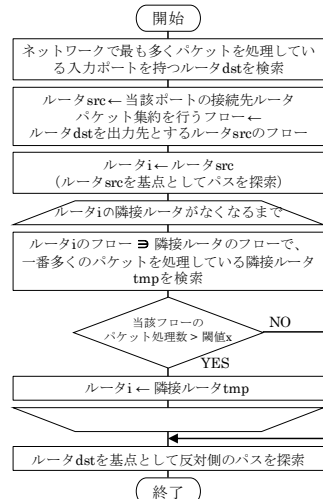 開始
ネットワークで最も多くパケットを処理してい
る入力ポートを持つルータdstを検索
ルータsrc← 当該ポートの接続先ルータ
パケット集約を行うフロー←
ルータdstを出力先とするルータsrcのフロー
ルータi ← ルータsrc
(ルータsrcを基点としてパスを探索)
ルータiの隣接ルータがなくなるまで
ルータiのフロー ∋ 隣接ルータのフローで、
一番多くのパケットを処理している隣接ルータ
tmpを検索
当該フローの
パケット処理数 > 閾値x
NO
YES
ルータi ← 隣接ルータtmp
ルータdstを基点として反対側のパスを探索
終了